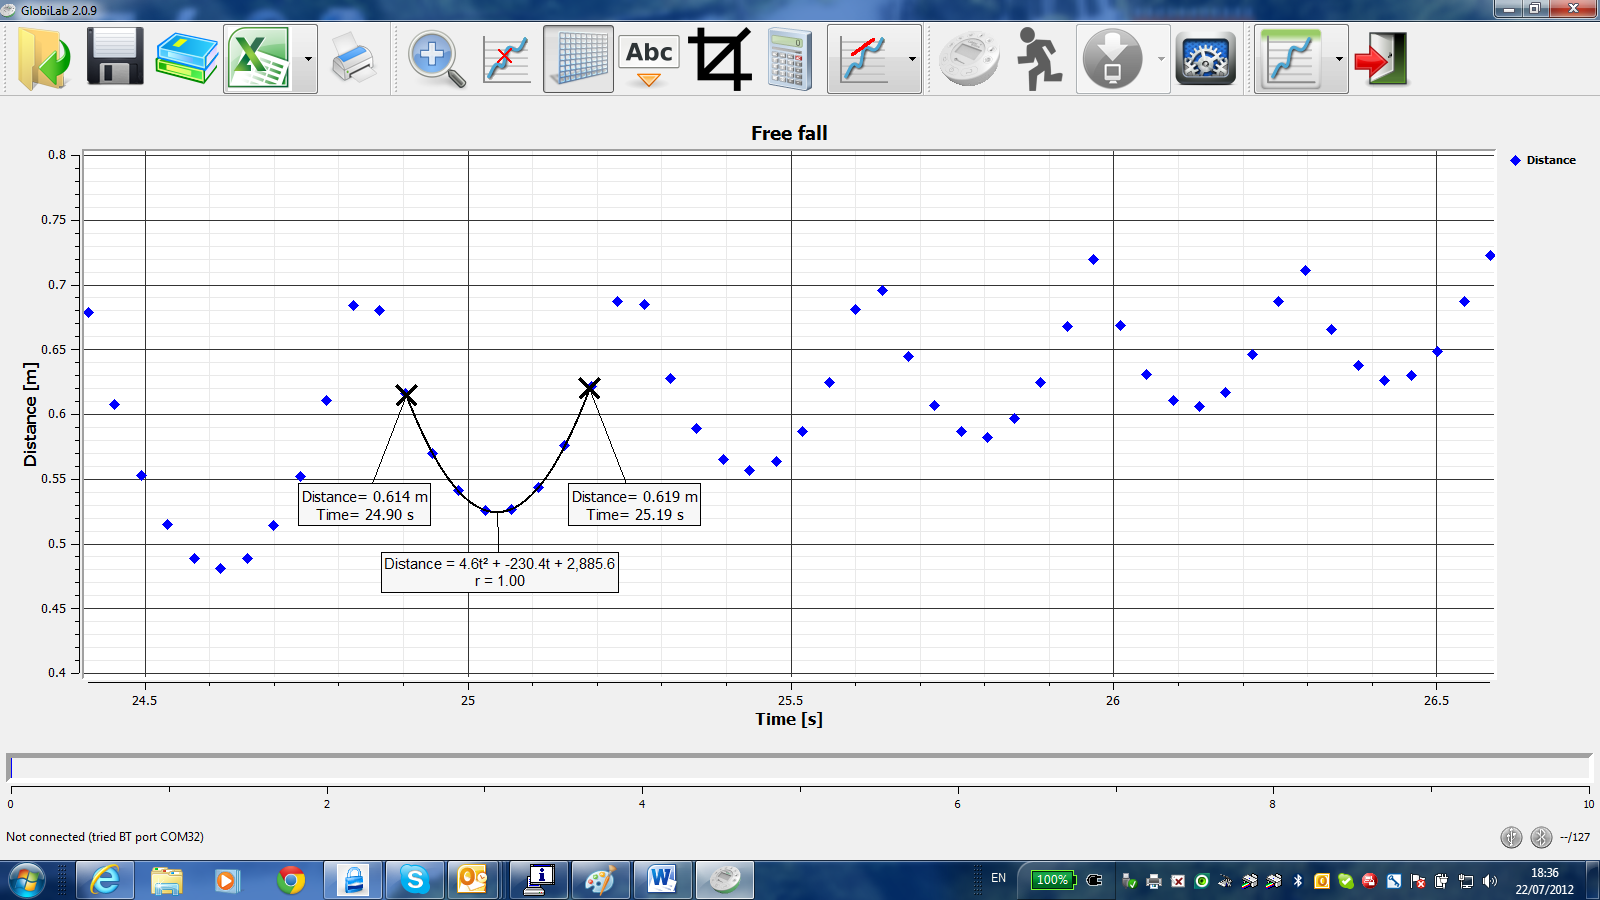 GlobiLab 2.0.9
Abc
Free fall
0.8
0.75
0.7
0.65
0.6
0.55
0.5
0.45
0.4
Distance [m]
Distance
Distance= 0.614 m
Time= 24.90 s
Distance= 0.619 m
Time= 25.19 s
Distance = 4.6t² + -230.4t + 2,885.6
r = 1.00
24.5
25
25.5
26
26.5
Time [s]
0
2
4
6
8
10
Not connected (tried BT port COM32)
--/127
EN
100%
18:36
22/07/2012